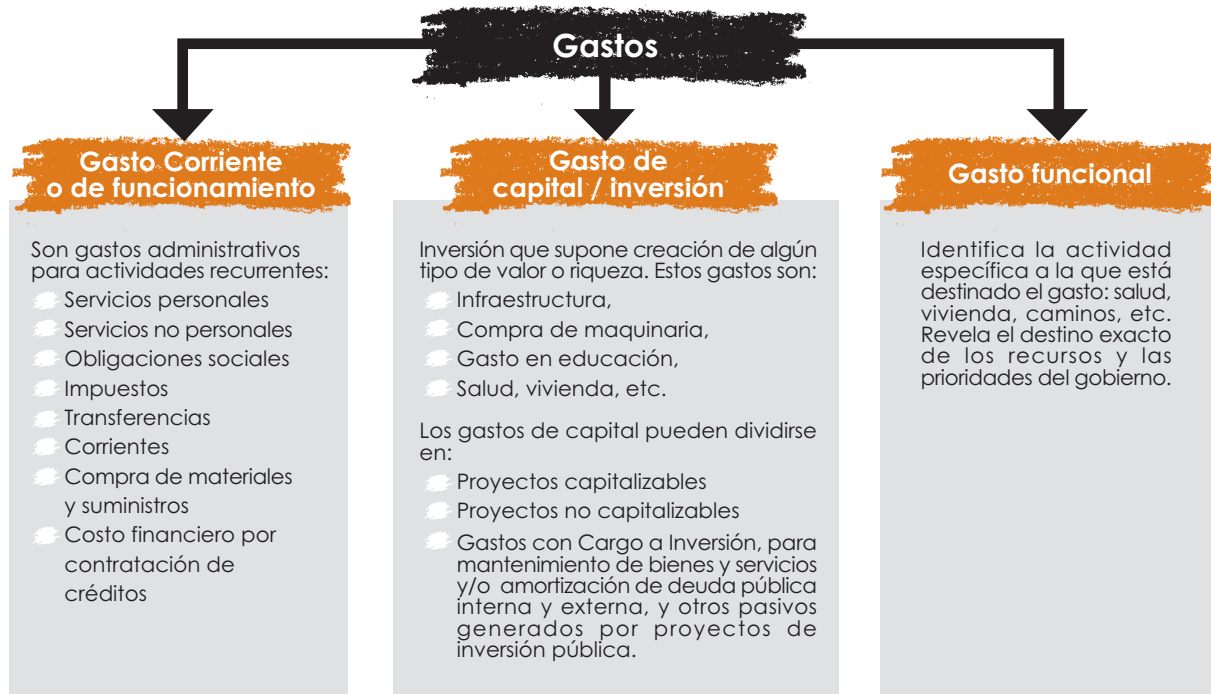 Gastos
Gasto Corriente
o de funcionamiento
Son gastos administrativos
para actividades recurrentes:
Servicios personales
Servicios no personales
Obligaciones sociales
Impuestos
Transferencias
Corrientes
Compra de materiales
y suministros
Costo financiero por
contratación de
créditos
Gasto de
capital / inversión
Inversión que supone creación de algún
tipo de valor o riqueza. Estos gastos son:
Infraestructura,
Compra de maquinaria,
Gasto en educación,
Salud, vivienda, etc.
Los gastos de capital pueden dividirse
en:
Proyectos capitalizables
Proyectos no capitalizables
Gastos con Cargo a Inversión, para
mantenimiento de bienes y servicios
y/o amortización de deuda pública
interna y externa, y otros pasivos
generados por proyectos de
inversión pública.
Gasto funcional
Identifica la actividad
específica a la que está
destinado el gasto: salud,
vivienda, caminos, etc.
Revela el destino exacto
de los recursos y las
prioridades del gobierno.